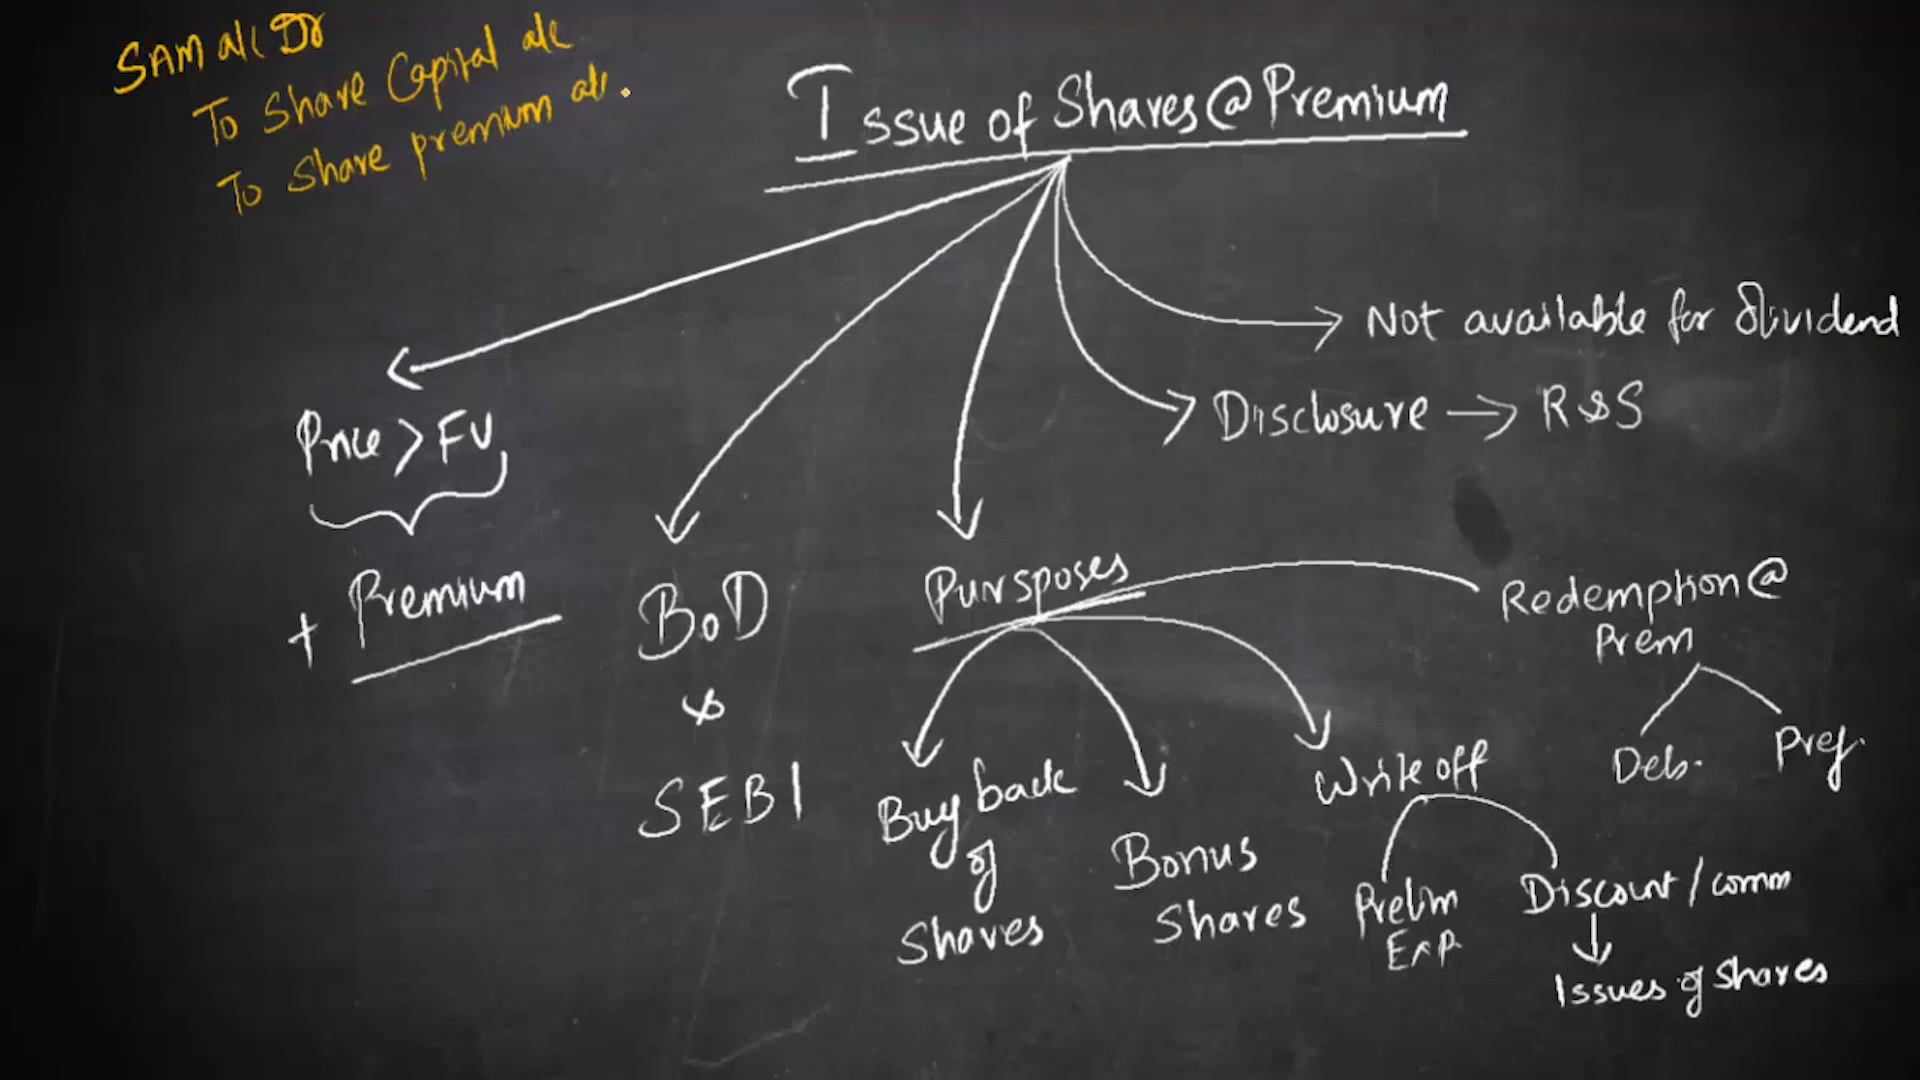 SAM a/c Dr
To Share Capital a/c
To Share premium a/c.
Issue of Shares @ Premium
Not available for Dividend
Disclosure → R&S
Price > FV
+ Premium
BoD
&
SEBI
Pursposes
Redemption @
Prem
Deb.
Pref.
Buy back
of
Shares
Bonus
Shares
Write off
Prelim
Exp.
Discount / comm
Issues of Shares